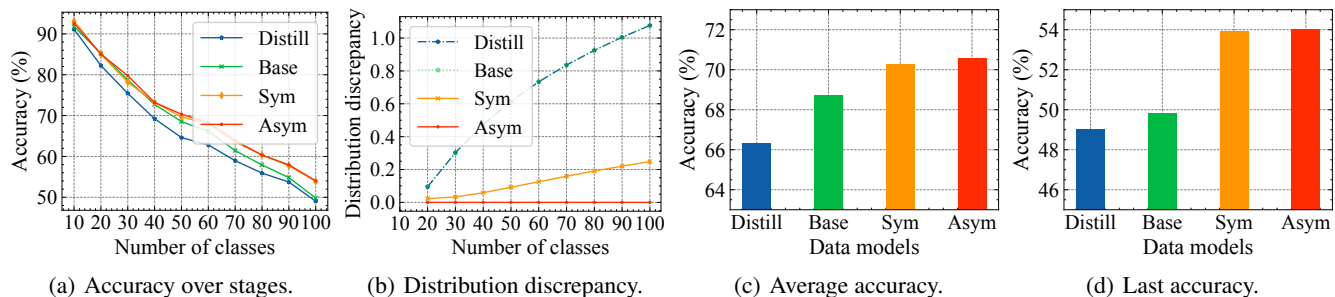 Accuracy (%)
90
80
70
60
50
10 20 30 40 50 60 70 80 90 100
Number of classes
Distill
Base
Sym
Asym
(a) Accuracy over stages.
Distribution discrepancy
1.0
0.8
0.6
0.4
0.2
0.0
10 20 30 40 50 60 70 80 90 100
Number of classes
Distill
Base
Sym
Asym
(b) Distribution discrepancy.
Accuracy (%)
72
70
68
66
64
Distill Base Sym Asym
Data models
(c) Average accuracy.
Accuracy (%)
54
52
50
48
46
Distill Base Sym Asym
Data models
(d) Last accuracy.